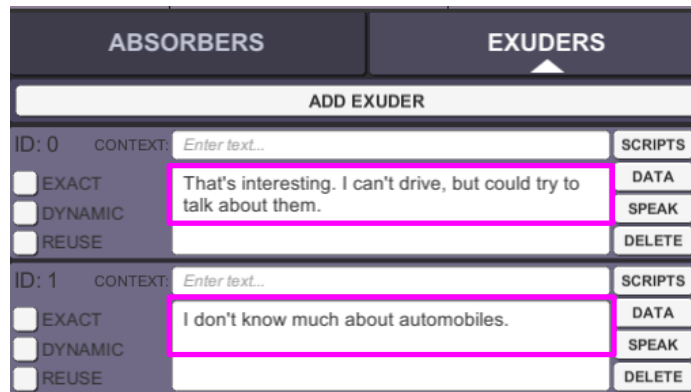 ABSORBERS EXUDERS
ADD EXUDER
ID: 0 CONTEXT: Enter text... SCRIPTS
EXACT That's interesting. I can't drive, but could try to DATA
DYNAMIC talk about them. SPEAK
REUSE DELETE
ID: 1 CONTEXT: Enter text... SCRIPTS
EXACT I don't know much about automobiles. DATA
DYNAMIC SPEAK
REUSE DELETE